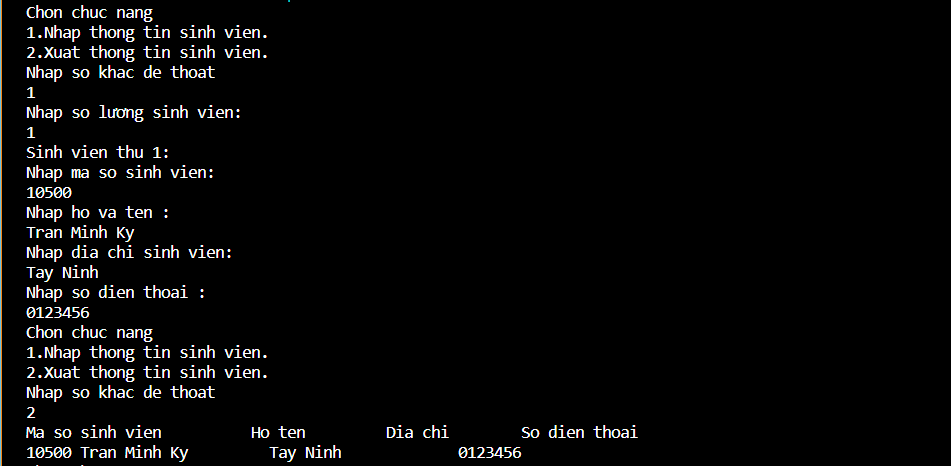 Chon chuc nang
1.Nhap thong tin sinh vien.
2.Xuat thong tin sinh vien.
Nhap so khac de thoat
1
Nhap so lương sinh vien:
1
Sinh vien thu 1:
Nhap ma so sinh vien:
10500
Nhap ho va ten :
Tran Minh Ky
Nhap dia chi sinh vien:
Tay Ninh
Nhap so dien thoai :
0123456
Chon chuc nang
1.Nhap thong tin sinh vien.
2.Xuat thong tin sinh vien.
Nhap so khac de thoat
2
Ma so sinh vien Ho ten Dia chi So dien thoai
10500 Tran Minh Ky Tay Ninh 0123456